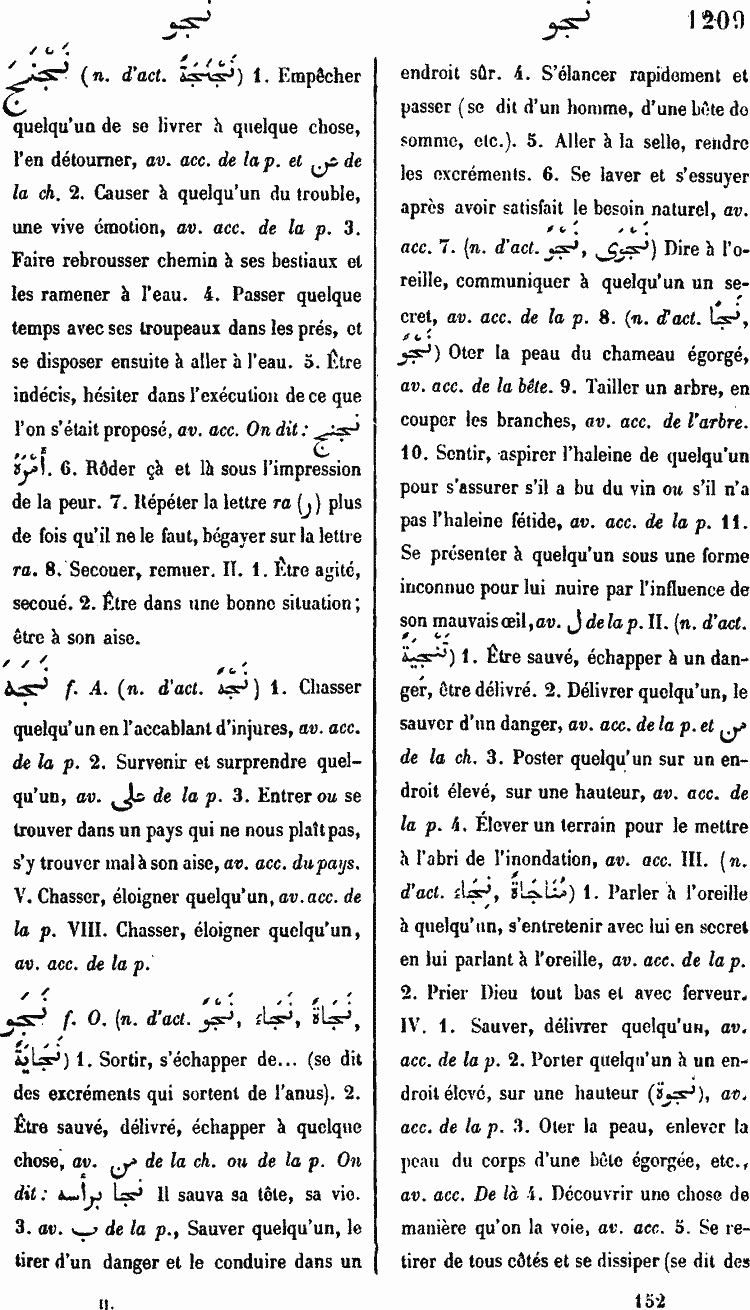 نجو نجو 1209
نَجْنَجَ (n. d'act. نَجْنَجَةٌ) 1. Empêcher
quelqu'un de se livrer à quelque chose,
l'en détourner, av. acc. de la p. et عن de
la ch. 2. Causer à quelqu'un du trouble,
une vive émotion, av. acc. de la p. 3.
Faire rebrousser chemin à ses bestiaux et
les ramener à l'eau. 4. Passer quelque
temps avec ses troupeaux dans les prés, et
se disposer ensuite à aller à l'eau. 5. Être
indécis, hésiter dans l'exécution de ce que
l'on s'était proposé, av. acc. On dit : نجنج
أَمْرَهُ. 6. Rôder çà et là sous l'impression
de la peur. 7. Répéter la lettre ra (ر) plus
de fois qu'il ne le faut, bégayer sur la lettre
ra. 8. Secouer, remuer. II. 1. Être agité,
secoué. 2. Être dans une bonne situation ;
être à son aise.
نَجَهَ f. A. (n. d'act. نَجْهٌ) 1. Chasser
quelqu'un en l'accablant d'injures, av. acc.
de la p. 2. Survenir et surprendre quel-
qu'un, av. على de la p. 3. Entrer ou se
trouver dans un pays qui ne nous plaît pas,
s'y trouver mal à son aise, av. acc. du pays.
V. Chasser, éloigner quelqu'un, av. acc. de
la p. VIII. Chasser, éloigner quelqu'un,
av. acc. de la p.
نَجَو f. O. (n. d'act. نَجْوٌ, نَجَاءٌ, نَجَاةٌ,
نَجَايَةٌ) 1. Sortir, s'échapper de... (se dit
des excréments qui sortent de l'anus). 2.
Être sauvé, délivré, échapper à quelque
chose, av. من de la ch. ou de la p. On
dit : نجا برأسه Il sauva sa tête, sa vie.
3. av. ب de la p., Sauver quelqu'un, le
tirer d'un danger et le conduire dans un
II.
endroit sûr. 4. S'élancer rapidement et
passer (se dit d'un homme, d'une bête de
somme, etc.). 5. Aller à la selle, rendre
les excréments. 6. Se laver et s'essuyer
après avoir satisfait le besoin naturel, av.
acc. 7. (n. d'act. نَجْوٌ, نَجْوَى) Dire à l'o-
reille, communiquer à quelqu'un un se-
cret, av. acc. de la p. 8. (n. d'act. نَجًا,
نَجْوٌ) Oter la peau du chameau égorgé,
av. acc. de la bête. 9. Tailler un arbre, en
couper les branches, av. acc. de l'arbre.
10. Sentir, aspirer l'haleine de quelqu'un
pour s'assurer s'il a bu du vin ou s'il n'a
pas l'haleine fétide, av. acc. de la p. 11.
Se présenter à quelqu'un sous une forme
inconnue pour lui nuire par l'influence de
son mauvais œil, av. ل de la p. II. (n. d'act.
تَنْجِيَةٌ) 1. Être sauvé, échapper à un dan-
ger, être délivré. 2. Délivrer quelqu'un, le
sauver d'un danger, av. acc. de la p. et من
de la ch. 3. Poster quelqu'un sur un en-
droit élevé, sur une hauteur, av. acc. de
la p. 4. Élever un terrain pour le mettre
à l'abri de l'inondation, av. acc. III. (n.
d'act. نِجَاءٌ, مُنَاجَاةٌ) 1. Parler à l'oreille
à quelqu'un, s'entretenir avec lui en secret
en lui parlant à l'oreille, av. acc. de la p.
2. Prier Dieu tout bas et avec ferveur.
IV. 1. Sauver, délivrer quelqu'un, av.
acc. de la p. 2. Porter quelqu'un à un en-
droit élevé, sur une hauteur (نجوة), av.
acc. de la p. 3. Oter la peau, enlever la
peau du corps d'une bête égorgée, etc.,
av. acc. De là 4. Découvrir une chose de
manière qu'on la voie, av. acc. 5. Se re-
tirer de tous côtés et se dissiper (se dit des
152